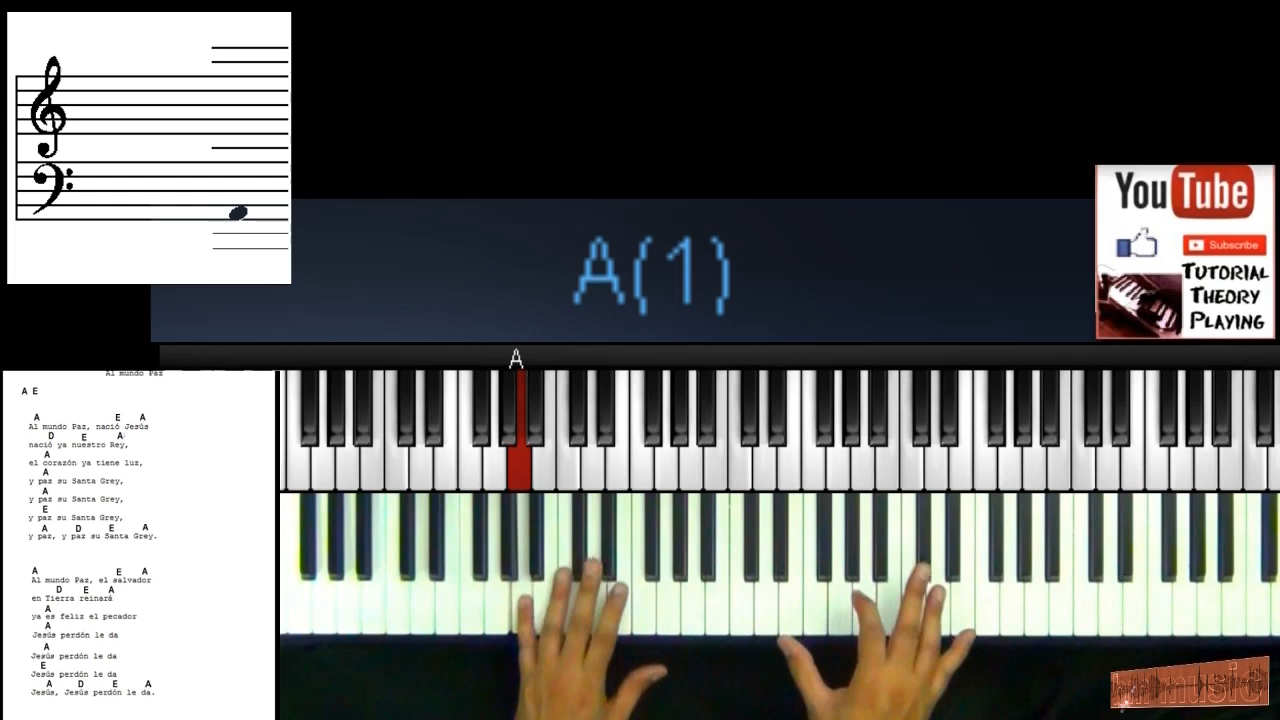 YouTube
Subscribe
TUTORIAL
THEORY
PLAYING
A(1)
A
Al mundo Paz
A E
A E A
Al mundo Paz, nació Jesús
D E A
nació ya nuestro Rey,
A
el corazón ya tiene luz,
A
y paz su Santa Grey,
A
y paz su Santa Grey,
E
y paz su Santa Grey,
A D E A
y paz, y paz su Santa Grey.
A E A
Al mundo Paz, el salvador
D E A
en Tierra reinará
A
ya es feliz el pecador
A
Jesús perdón le da
A
Jesús perdón le da
E
Jesús perdón le da
A D E A
Jesús, Jesús perdón le da.
music